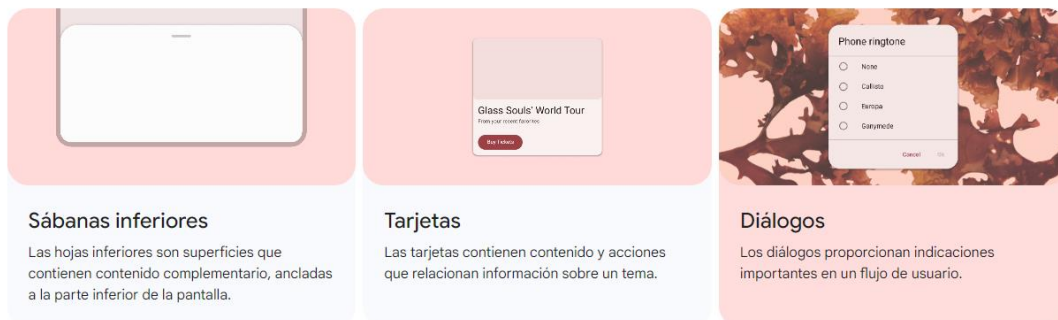 Glass Souls' World Tour
From your recent favorites
Buy Tickets
Phone ringtone
None
Callisto
Europa
Ganymede
Cancel
Ok
Sábanas inferiores
Las hojas inferiores son superficies que
contienen contenido complementario, ancladas
a la parte inferior de la pantalla.
Tarjetas
Las tarjetas contienen contenido y acciones
que relacionan información sobre un tema.
Diálogos
Los diálogos proporcionan indicaciones
importantes en un flujo de usuario.